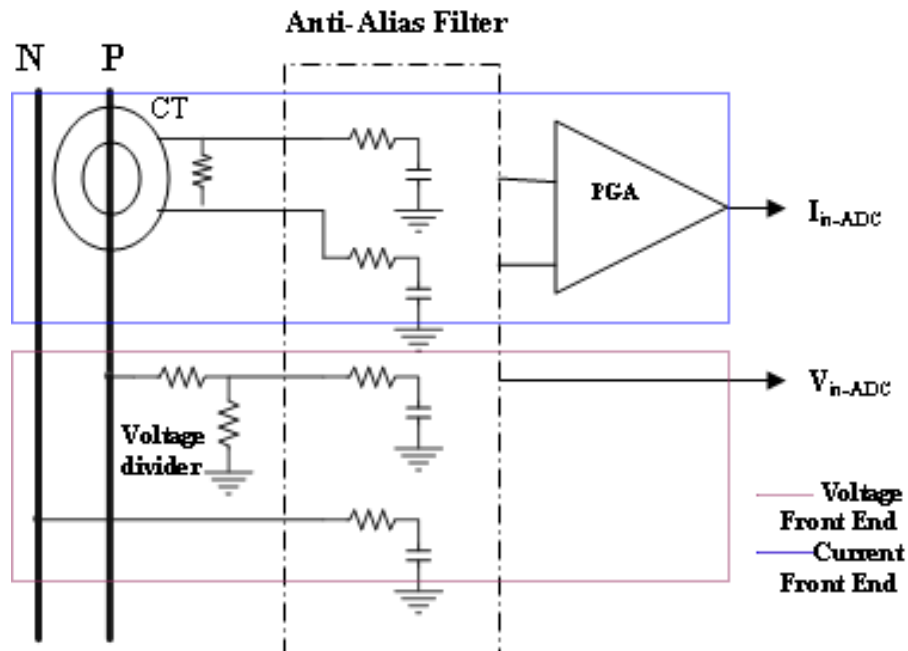 Anti-Alias Filter
N P
CT
PGA
Iin-ADC
Vin-ADC
Voltage
divider
Voltage
Front End
Current
Front End